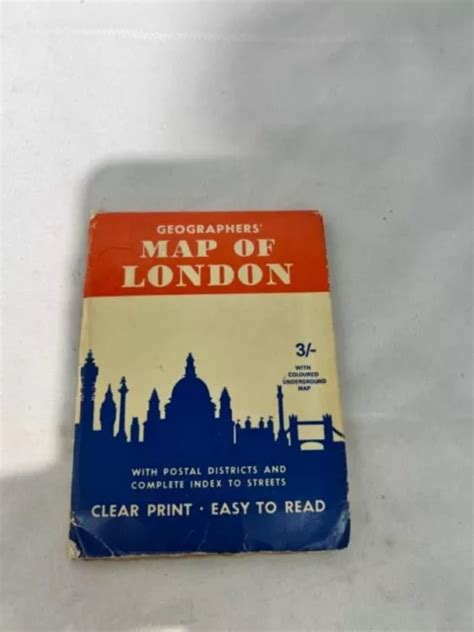 GEOGRAPHERS'
MAP OF
LONDON
3/-
WITH
COLOURED
UNDERGROUND
MAP
WITH POSTAL DISTRICTS AND
COMPLETE INDEX TO STREETS
CLEAR PRINT · EASY TO READ